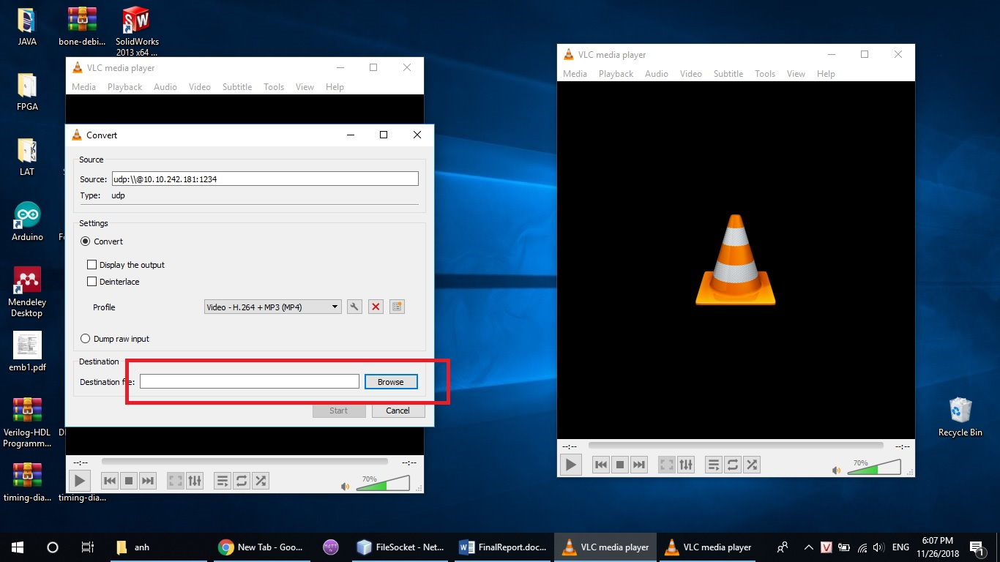 JAVA
bone-debi...
SolidWorks
2013 x64 ...
FPGA
LAT
Arduino
Mendeley
Desktop
emb1.pdf
Verilog-HDL
Programm...
timing-dia...
timing-dia...
VLC media player
Media Playback Audio Video Subtitle Tools View Help
Convert
Source
Source: udp:\\@10.10.242.181:1234
Type: udp
Settings
Convert
Display the output
Deinterlace
Profile Video - H.264 + MP3 (MP4)
Dump raw input
Destination
Destination file: Browse
Start Cancel
--:-- --:--
70%
VLC media player
Media Playback Audio Video Subtitle Tools View Help
--:-- --:--
70%
Recycle Bin
anh
New Tab - Goo...
FileSocket - Net...
FinalReport.doc...
VLC media player
VLC media player
ENG
6:07 PM
11/26/2018
1